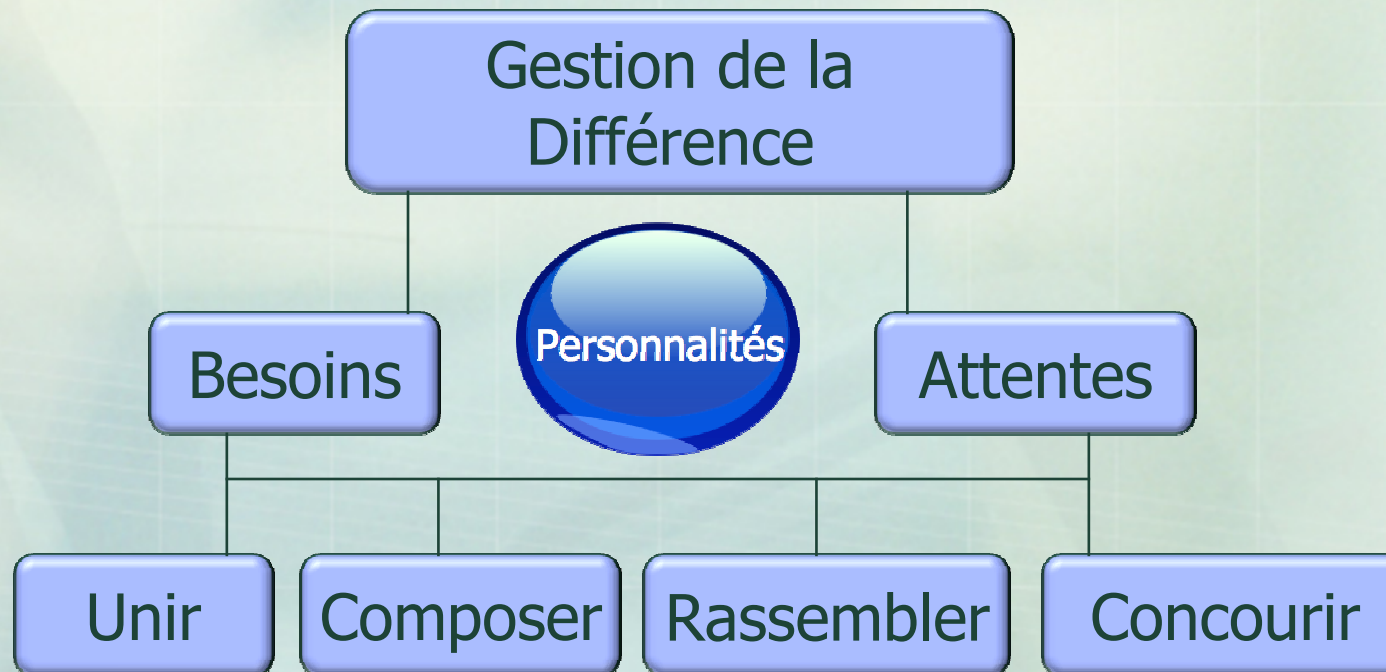 Gestion de la
Différence
Personnalités
Besoins
Attentes
Unir
Composer
Rassembler
Concourir